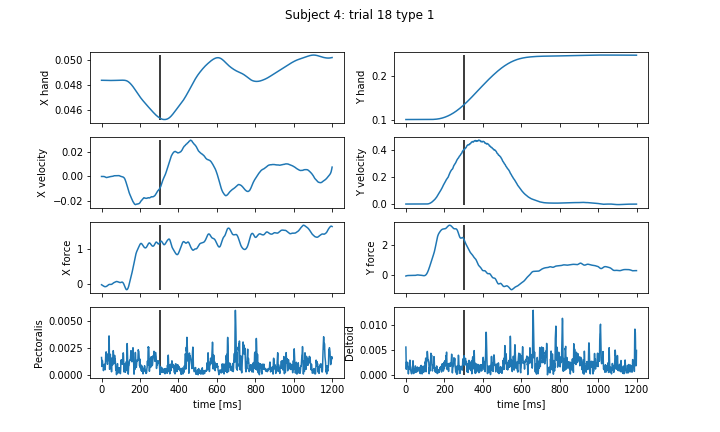 Subject 4: trial 18 type 1
X hand
0.050
0.048
0.046
Y hand
0.2
0.1
X velocity
0.02
0.00
−0.02
Y velocity
0.4
0.2
0.0
X force
1
0
Y force
2
0
Pectoralis
0.0050
0.0025
0.0000
0 200 400 600 800 1000 1200
time [ms]
Deltoid
0.010
0.005
0.000
0 200 400 600 800 1000 1200
time [ms]